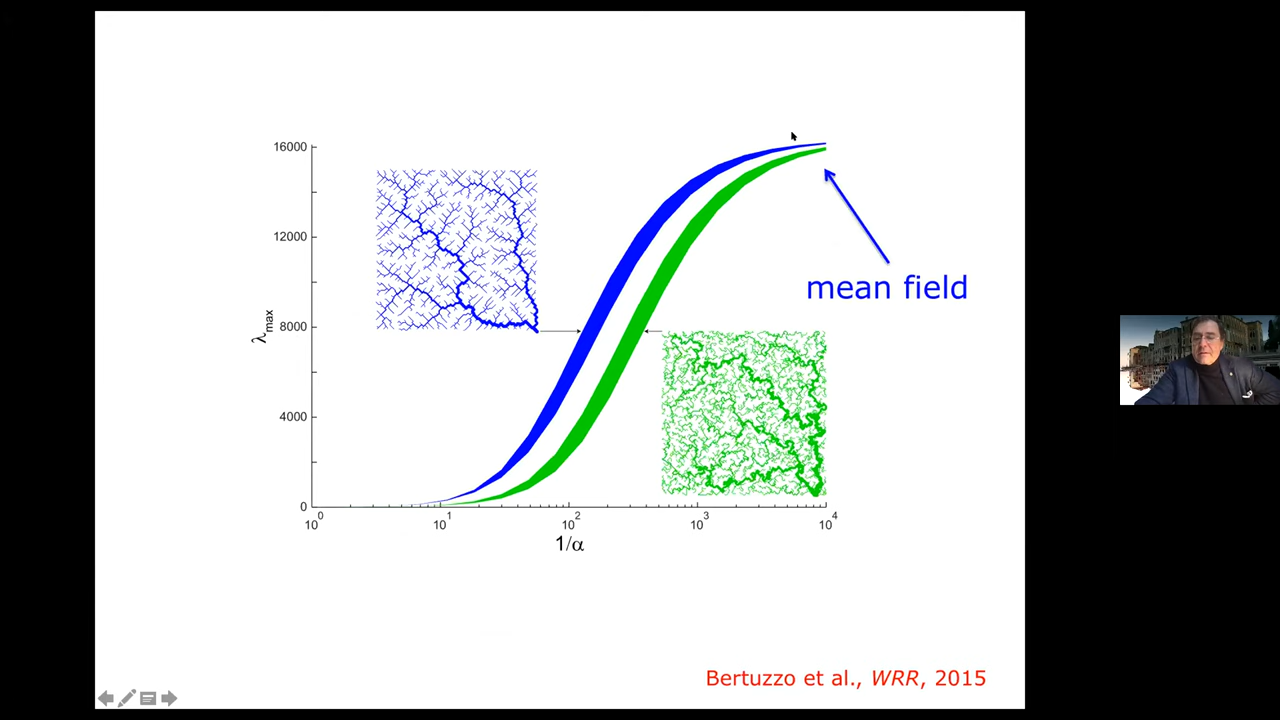 16000
12000
8000
4000
0
λmax
10^0
10^1
10^2
10^3
10^4
1/α
mean field
Bertuzzo et al., WRR, 2015